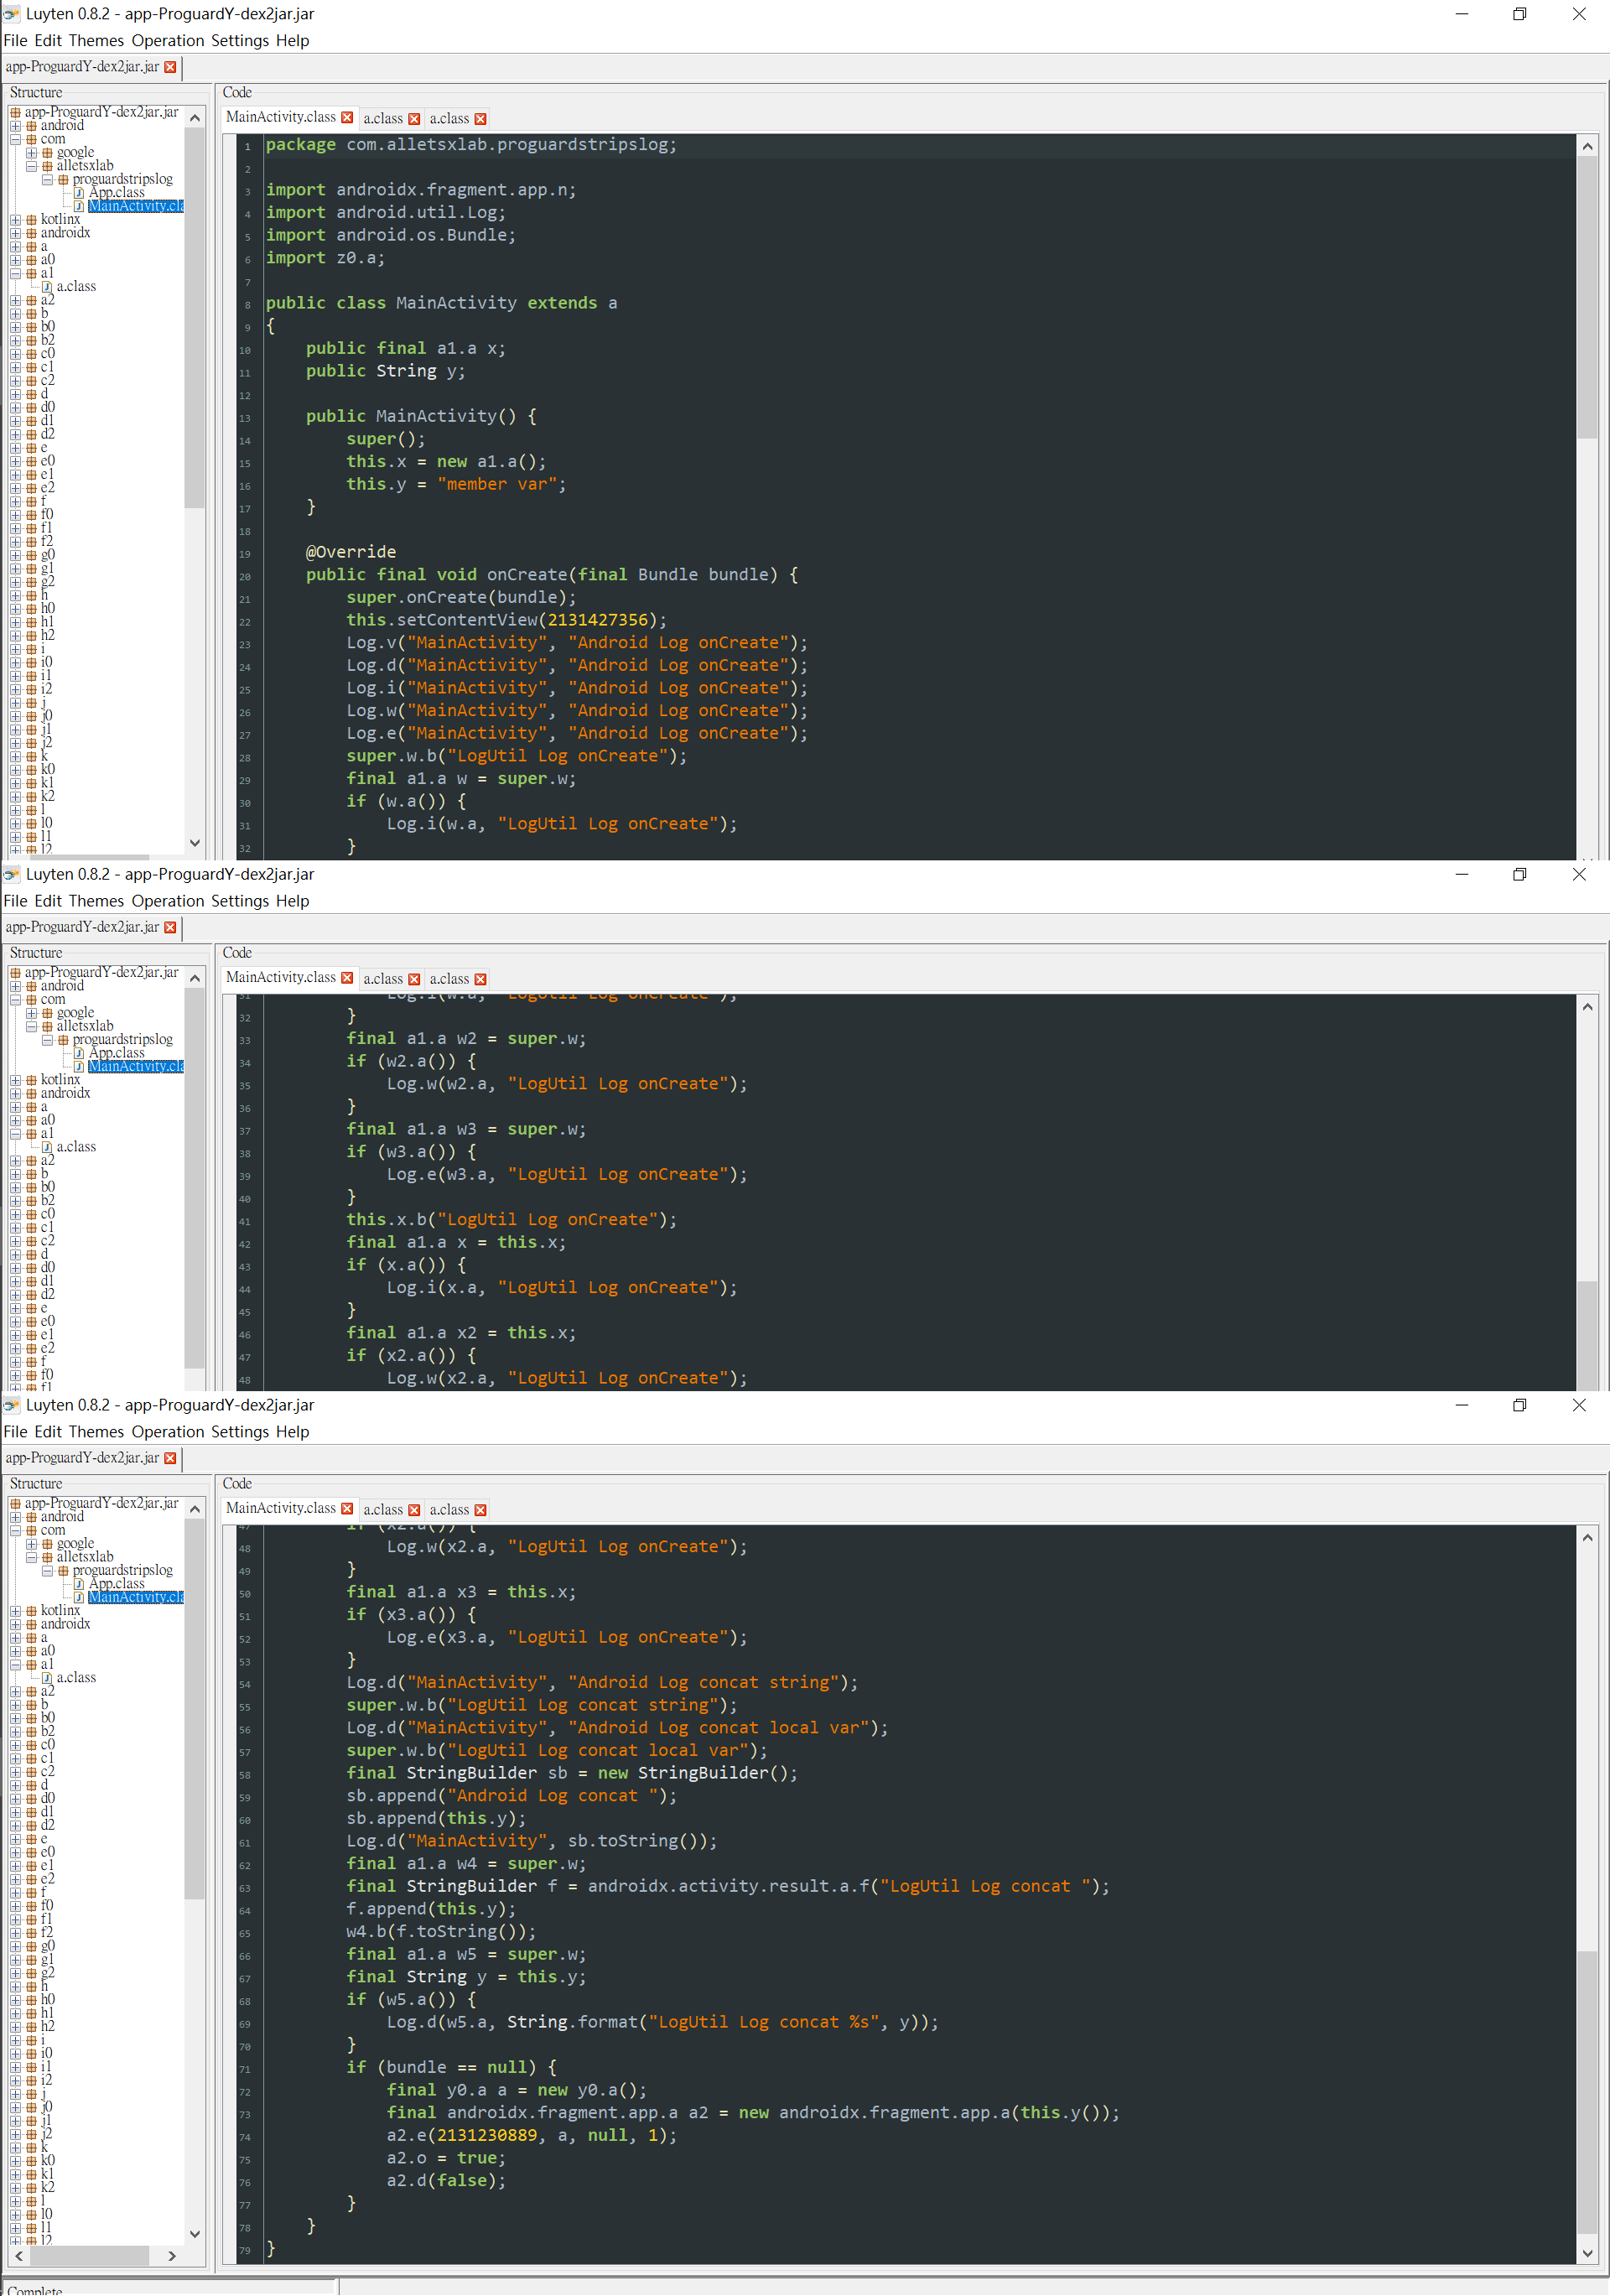 Luyten 0.8.2 - app-ProguardY-dex2jar.jar
File Edit Themes Operation Settings Help
app-ProguardY-dex2jar.jar
Structure
app-ProguardY-dex2jar.jar
android
com
google
alletsxlab
proguardstripslog
App.class
MainActivity.cla
kotlinx
androidx
a
a0
a1
a.class
a2
b
b0
b2
c0
c1
c2
d
d0
d1
d2
e
e0
e1
e2
f
f0
f1
f2
g0
g1
g2
h
h0
h1
h2
i
i0
i1
i2
j
j0
j1
j2
k
k0
k1
k2
l
l0
l1
l2
Code
MainActivity.class a.class a.class
1 package com.alletsxlab.proguardstripslog;
2
3 import androidx.fragment.app.n;
4 import android.util.Log;
5 import android.os.Bundle;
6 import z0.a;
7
8 public class MainActivity extends a
9 {
10 public final a1.a x;
11 public String y;
12
13 public MainActivity() {
14 super();
15 this.x = new a1.a();
16 this.y = "member var";
17 }
18
19 @Override
20 public final void onCreate(final Bundle bundle) {
21 super.onCreate(bundle);
22 this.setContentView(2131427356);
23 Log.v("MainActivity", "Android Log onCreate");
24 Log.d("MainActivity", "Android Log onCreate");
25 Log.i("MainActivity", "Android Log onCreate");
26 Log.w("MainActivity", "Android Log onCreate");
27 Log.e("MainActivity", "Android Log onCreate");
28 super.w.b("LogUtil Log onCreate");
29 final a1.a w = super.w;
30 if (w.a()) {
31 Log.i(w.a, "LogUtil Log onCreate");
32 }
Luyten 0.8.2 - app-ProguardY-dex2jar.jar
File Edit Themes Operation Settings Help
app-ProguardY-dex2jar.jar
Structure
app-ProguardY-dex2jar.jar
android
com
google
alletsxlab
proguardstripslog
App.class
MainActivity.cla
kotlinx
androidx
a
a0
a1
a.class
a2
b
b0
b2
c0
c1
c2
d
d0
d1
d2
e
e0
e1
e2
f
f0
f1
Code
MainActivity.class a.class a.class
31 Log.i(w.a, "LogUtil Log onCreate");
32 }
33 final a1.a w2 = super.w;
34 if (w2.a()) {
35 Log.w(w2.a, "LogUtil Log onCreate");
36 }
37 final a1.a w3 = super.w;
38 if (w3.a()) {
39 Log.e(w3.a, "LogUtil Log onCreate");
40 }
41 this.x.b("LogUtil Log onCreate");
42 final a1.a x = this.x;
43 if (x.a()) {
44 Log.i(x.a, "LogUtil Log onCreate");
45 }
46 final a1.a x2 = this.x;
47 if (x2.a()) {
48 Log.w(x2.a, "LogUtil Log onCreate");
Luyten 0.8.2 - app-ProguardY-dex2jar.jar
File Edit Themes Operation Settings Help
app-ProguardY-dex2jar.jar
Structure
app-ProguardY-dex2jar.jar
android
com
google
alletsxlab
proguardstripslog
App.class
MainActivity.cla
kotlinx
androidx
a
a0
a1
a.class
a2
b
b0
b2
c0
c1
c2
d
d0
d1
d2
e
e0
e1
e2
f
f0
f1
f2
g0
g1
g2
h
h0
h1
h2
i
i0
i1
i2
j
j0
j1
j2
k
k0
k1
k2
l
l0
l1
l2
Code
MainActivity.class a.class a.class
47 if (x2.a()) {
48 Log.w(x2.a, "LogUtil Log onCreate");
49 }
50 final a1.a x3 = this.x;
51 if (x3.a()) {
52 Log.e(x3.a, "LogUtil Log onCreate");
53 }
54 Log.d("MainActivity", "Android Log concat string");
55 super.w.b("LogUtil Log concat string");
56 Log.d("MainActivity", "Android Log concat local var");
57 super.w.b("LogUtil Log concat local var");
58 final StringBuilder sb = new StringBuilder();
59 sb.append("Android Log concat ");
60 sb.append(this.y);
61 Log.d("MainActivity", sb.toString());
62 final a1.a w4 = super.w;
63 final StringBuilder f = androidx.activity.result.a.f("LogUtil Log concat ");
64 f.append(this.y);
65 w4.b(f.toString());
66 final a1.a w5 = super.w;
67 final String y = this.y;
68 if (w5.a()) {
69 Log.d(w5.a, String.format("LogUtil Log concat %s", y));
70 }
71 if (bundle == null) {
72 final y0.a a = new y0.a();
73 final androidx.fragment.app.a a2 = new androidx.fragment.app.a(this.y());
74 a2.e(2131230889, a, null, 1);
75 a2.o = true;
76 a2.d(false);
77 }
78 }
79 }
Complete